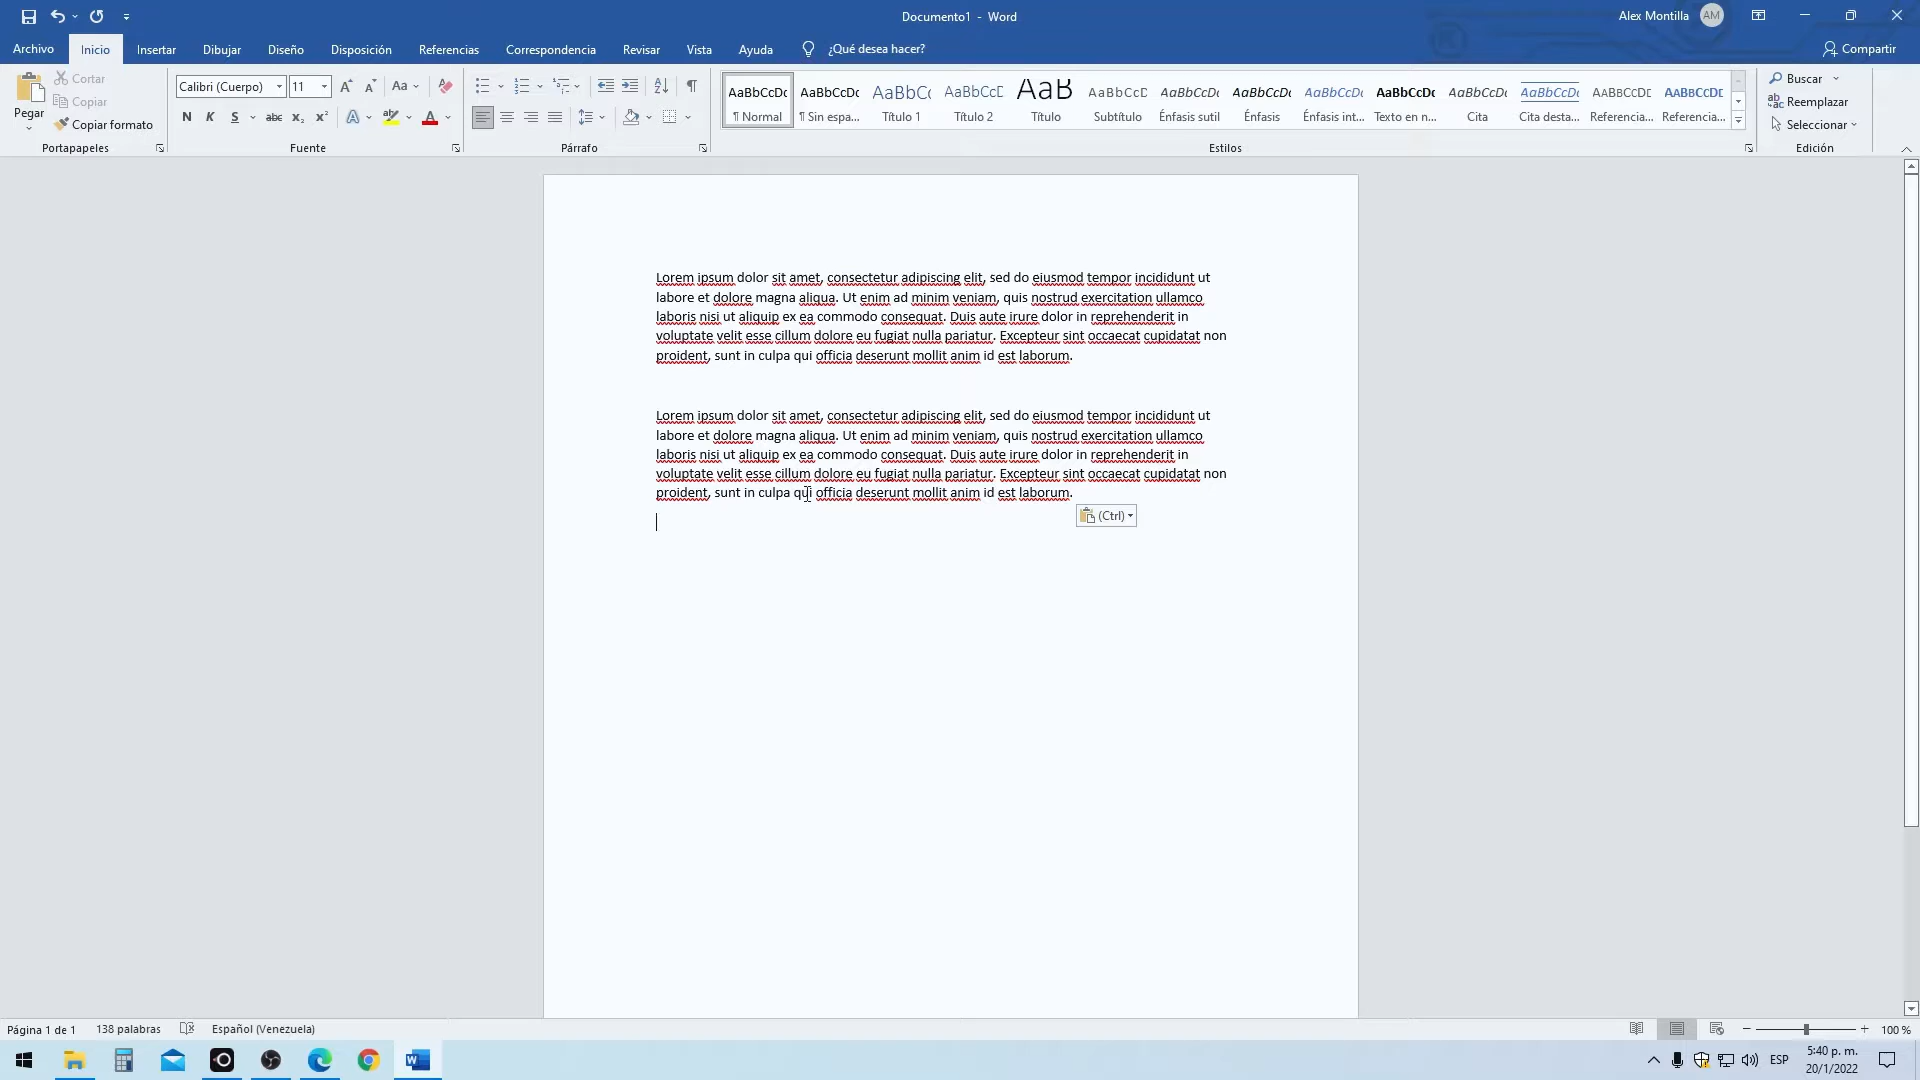 Documento1 - Word
Alex Montilla AM
Archivo Inicio Insertar Dibujar Diseño Disposición Referencias Correspondencia Revisar Vista Ayuda ¿Qué desea hacer? Compartir
Pegar
Cortar
Copiar
Copiar formato
Portapapeles
Calibri (Cuerpo) 11 Aa
N K S abc x₂ x² A A
Fuente
Párrafo
AaBbCcDc AaBbCcDc AaBbCc AaBbCcD AaB AaBbCcD AaBbCcDc AaBbCcDc AaBbCcDc AaBbCcDc AaBbCcDc AaBbCcDc AaBbCcDd AaBbCcDd
¶ Normal ¶ Sin espa... Título 1 Título 2 Título Subtítulo Énfasis sutil Énfasis Énfasis int... Texto en n... Cita Cita desta... Referencia... Referencia...
Estilos
Buscar
Reemplazar
Seleccionar
Edición
Lorem ipsum dolor sit amet, consectetur adipiscing elit, sed do eiusmod tempor incididunt ut
labore et dolore magna aliqua. Ut enim ad minim veniam, quis nostrud exercitation ullamco
laboris nisi ut aliquip ex ea commodo consequat. Duis aute irure dolor in reprehenderit in
voluptate velit esse cillum dolore eu fugiat nulla pariatur. Excepteur sint occaecat cupidatat non
proident, sunt in culpa qui officia deserunt mollit anim id est laborum.
Lorem ipsum dolor sit amet, consectetur adipiscing elit, sed do eiusmod tempor incididunt ut
labore et dolore magna aliqua. Ut enim ad minim veniam, quis nostrud exercitation ullamco
laboris nisi ut aliquip ex ea commodo consequat. Duis aute irure dolor in reprehenderit in
voluptate velit esse cillum dolore eu fugiat nulla pariatur. Excepteur sint occaecat cupidatat non
proident, sunt in culpa qui officia deserunt mollit anim id est laborum.
(Ctrl)
Página 1 de 1 138 palabras Español (Venezuela) 100 %
ESP
5:40 p. m.
20/1/2022